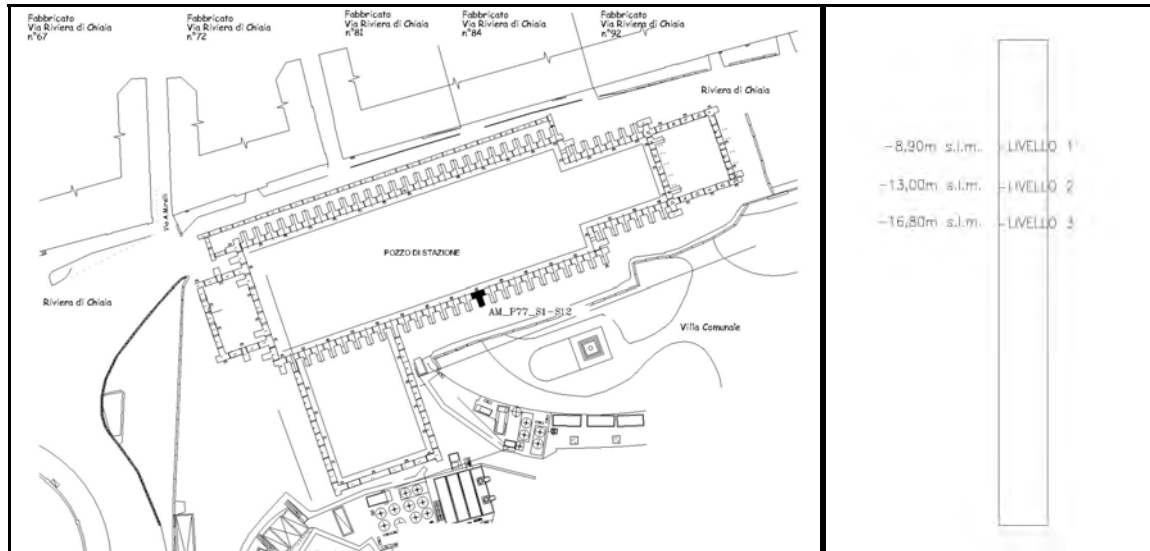 Fabbricato
Via Riviera di Chiaia
n°67
Fabbricato
Via Riviera di Chiaia
n°72
Fabbricato
Via Riviera di Chiaia
n°81
Fabbricato
Via Riviera di Chiaia
n°84
Fabbricato
Via Riviera di Chiaia
n°92
Riviera di Chiaia
Via A.Mirelli
POZZO DI STAZIONE
Riviera di Chiaia
AM_P77_S1-S12
Villa Comunale
-8,90m s.l.m. LIVELLO 1
-13,00m s.l.m. LIVELLO 2
-16,80m s.l.m. LIVELLO 3